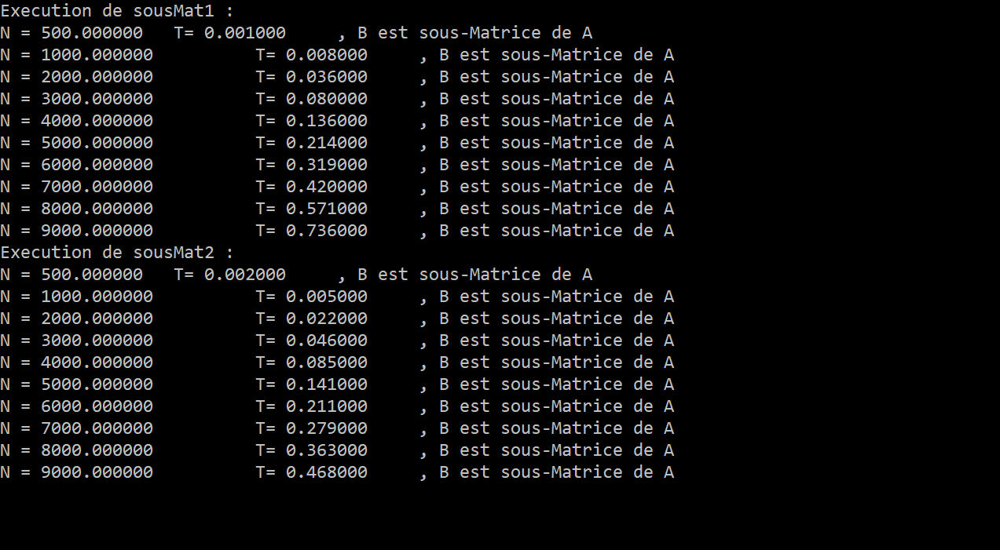 Execution de sousMat1 :
N = 500.000000   T= 0.001000     , B est sous-Matrice de A
N = 1000.000000          T= 0.008000     , B est sous-Matrice de A
N = 2000.000000          T= 0.036000     , B est sous-Matrice de A
N = 3000.000000          T= 0.080000     , B est sous-Matrice de A
N = 4000.000000          T= 0.136000     , B est sous-Matrice de A
N = 5000.000000          T= 0.214000     , B est sous-Matrice de A
N = 6000.000000          T= 0.319000     , B est sous-Matrice de A
N = 7000.000000          T= 0.420000     , B est sous-Matrice de A
N = 8000.000000          T= 0.571000     , B est sous-Matrice de A
N = 9000.000000          T= 0.736000     , B est sous-Matrice de A
Execution de sousMat2 :
N = 500.000000   T= 0.002000     , B est sous-Matrice de A
N = 1000.000000          T= 0.005000     , B est sous-Matrice de A
N = 2000.000000          T= 0.022000     , B est sous-Matrice de A
N = 3000.000000          T= 0.046000     , B est sous-Matrice de A
N = 4000.000000          T= 0.085000     , B est sous-Matrice de A
N = 5000.000000          T= 0.141000     , B est sous-Matrice de A
N = 6000.000000          T= 0.211000     , B est sous-Matrice de A
N = 7000.000000          T= 0.279000     , B est sous-Matrice de A
N = 8000.000000          T= 0.363000     , B est sous-Matrice de A
N = 9000.000000          T= 0.468000     , B est sous-Matrice de A